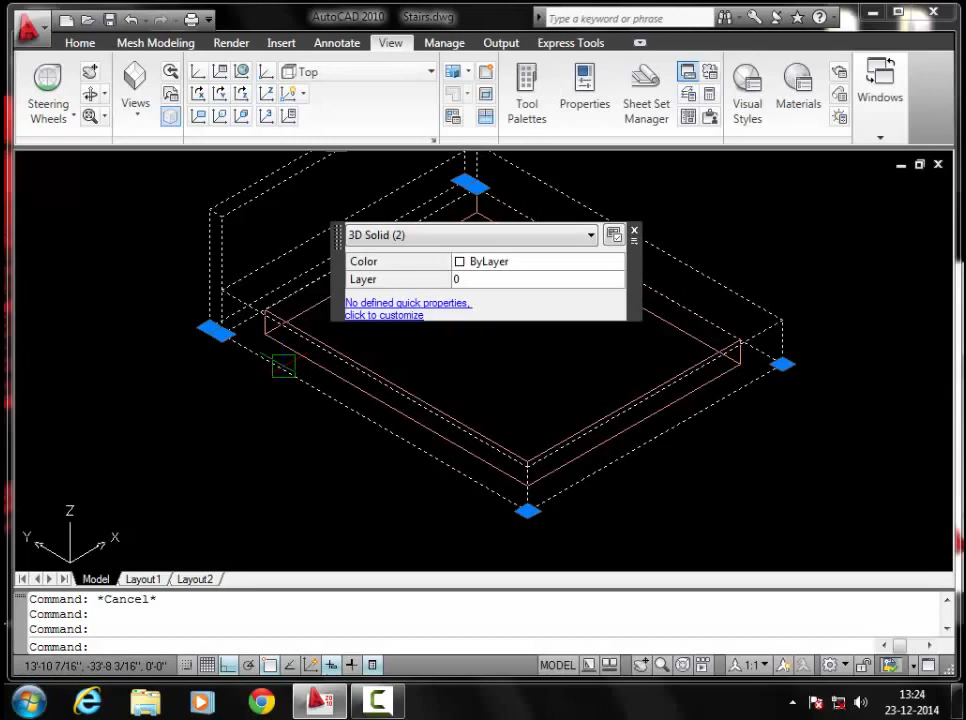 AutoCAD 2010 Stairs.dwg
Type a keyword or phrase
Home Mesh Modeling Render Insert Annotate View Manage Output Express Tools
Top
Steering
Wheels
Views
Tool
Palettes
Properties
Sheet Set
Manager
Visual
Styles
Materials
Windows
3D Solid (2)
Color ByLayer
Layer 0
No defined quick properties,
click to customize
Z
Y X
Model Layout1 Layout2
Command: *Cancel*
Command:
Command:
Command:
13'-10 7/16", -33'-8 3/16", 0'-0" MODEL 1:1
13:24
23-12-2014